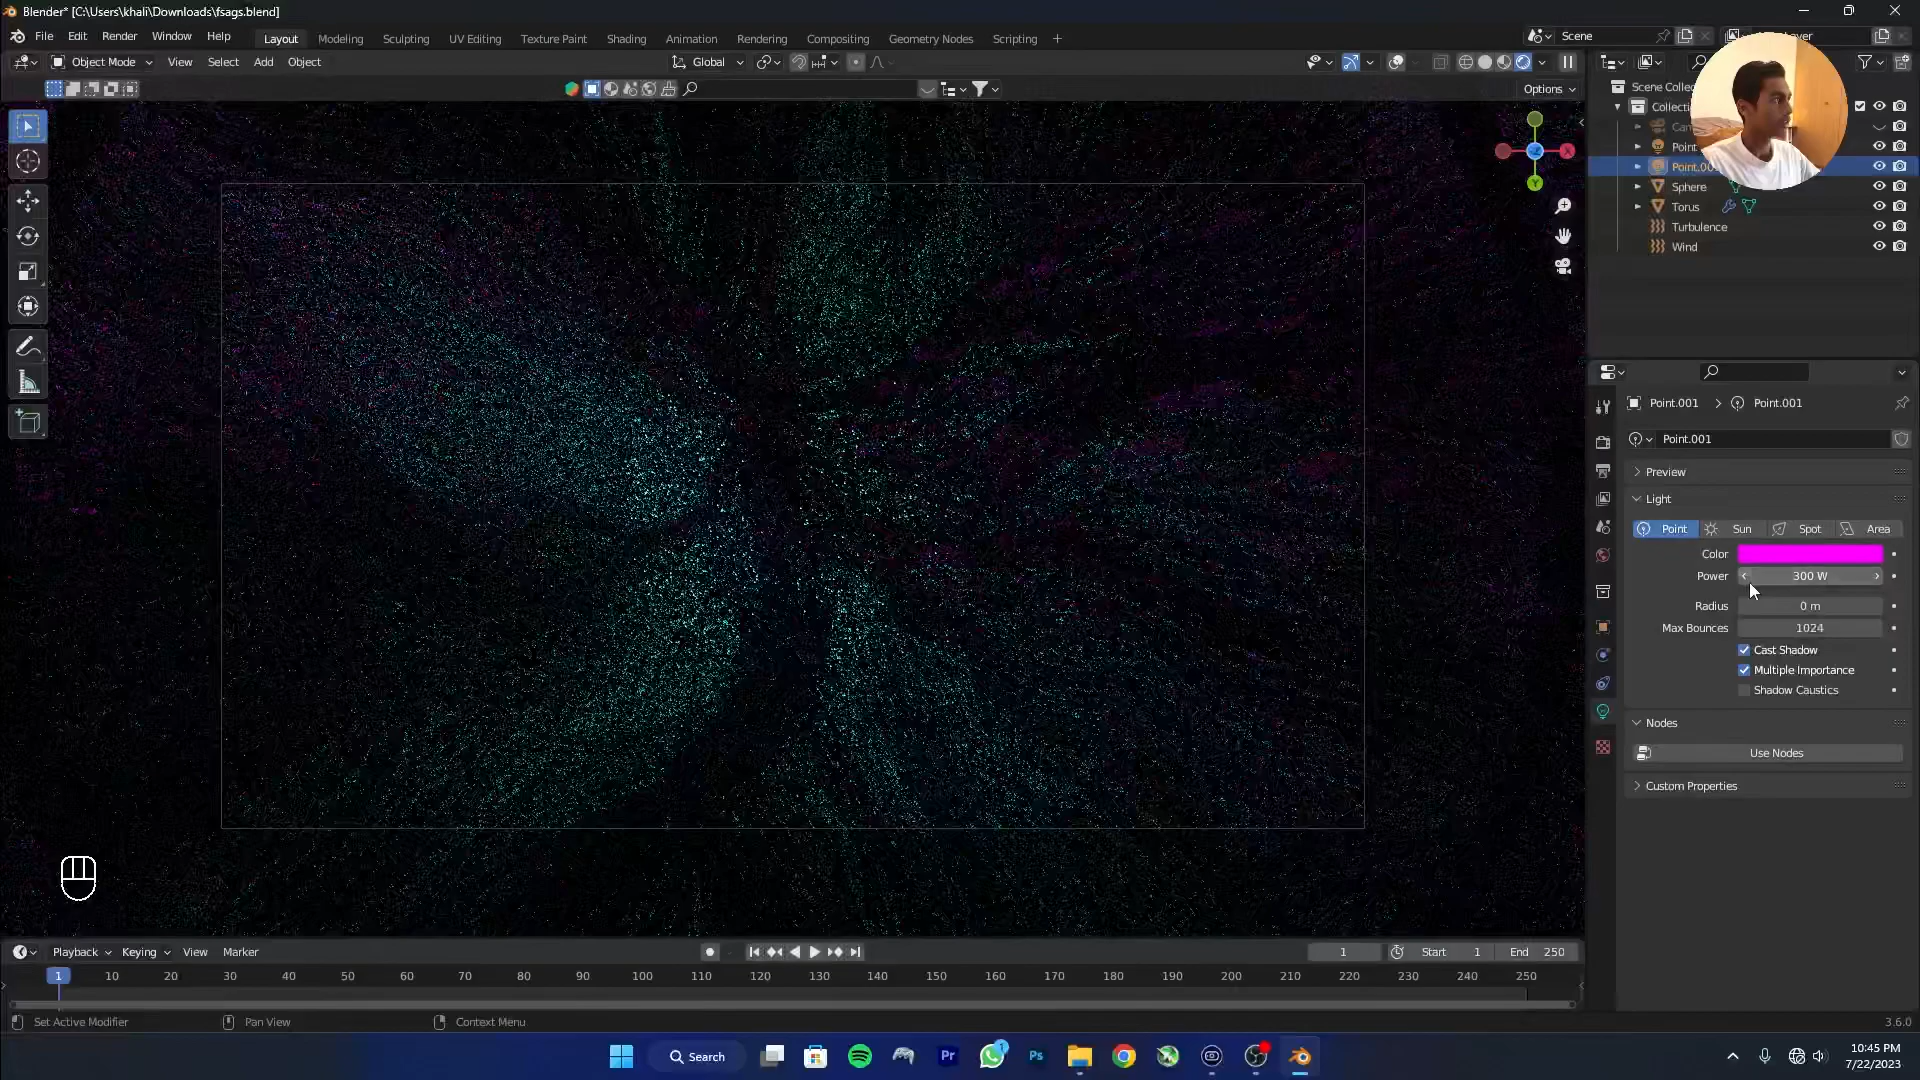 Blender* [C:\Users\khali\Downloads\fsags.blend]
File Edit Render Window Help
Layout Modeling Sculpting UV Editing Texture Paint Shading Animation Rendering Compositing Geometry Nodes Scripting +
Scene
Object Mode View Select Add Object
Global
Options
Scene Collec
Collecti
Point
Point.00
Sphere
Torus
Turbulence
Wind
X
Y
Z
Point.001 > Point.001
Point.001
Preview
Light
Point Sun Spot Area
Color
Power 300 W
Radius 0 m
Max Bounces 1024
Cast Shadow
Multiple Importance
Shadow Caustics
Nodes
Use Nodes
Custom Properties
Playback Keying View Marker
1 Start 1 End 250
1 10 20 30 40 50 60 70 80 90 100 110 120 130 140 150 160 170 180 190 200 210 220 230 240 250
Set Active Modifier Pan View Context Menu
3.6.0
Search
Pr
1
Ps
10:45 PM
7/22/2023